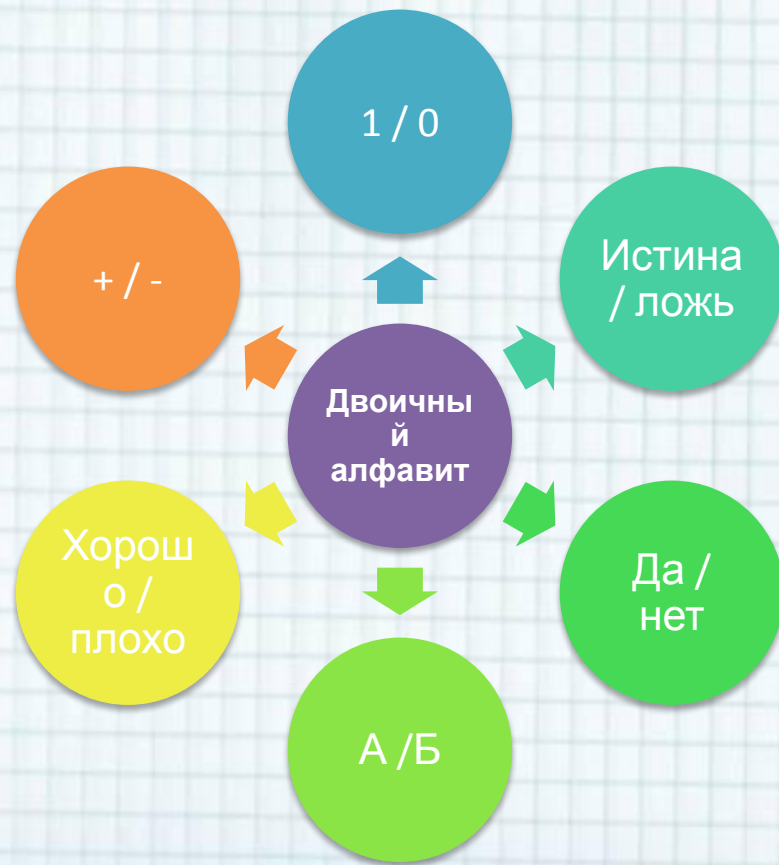 1 / 0
+ / -
Истина
/ ложь
Двоичны
й
алфавит
Хорош
о /
плохо
Да /
нет
А /Б